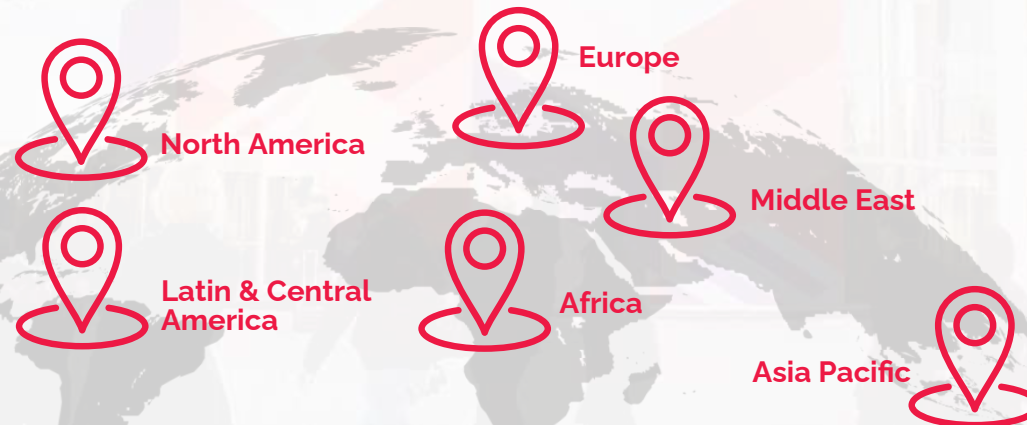 Europe
North America
Middle East
Latin & Central
America
Africa
Asia Pacific